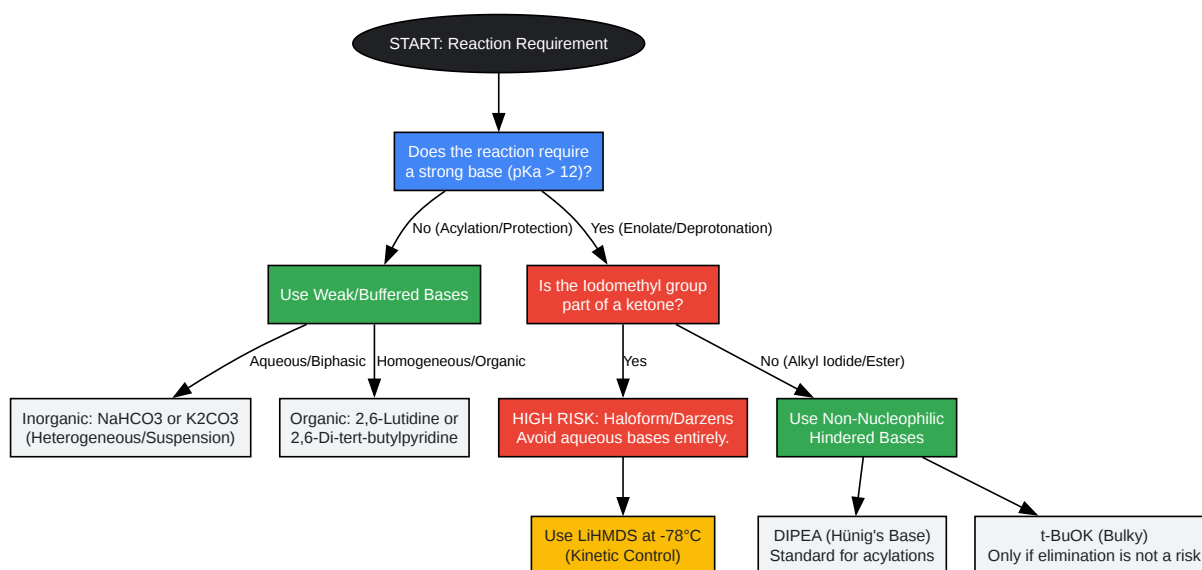 START: Reaction Requirement
Does the reaction require
a strong base (pKa > 12)?
No (Acylation/Protection)
Yes (Enolate/Deprotonation)
Use Weak/Buffered Bases
Is the Iodomethyl group
part of a ketone?
Aqueous/Biphasic
Homogeneous/Organic
Yes
No (Alkyl Iodide/Ester)
Inorganic: NaHCO3 or K2CO3
(Heterogeneous/Suspension)
Organic: 2,6-Lutidine or
2,6-Di-tert-butylpyridine
HIGH RISK: Haloform/Darzens
Avoid aqueous bases entirely.
Use Non-Nucleophilic
Hindered Bases
Use LiHMDS at -78°C
(Kinetic Control)
DIPEA (Hünig's Base)
Standard for acylations
t-BuOK (Bulky)
Only if elimination is not a risk